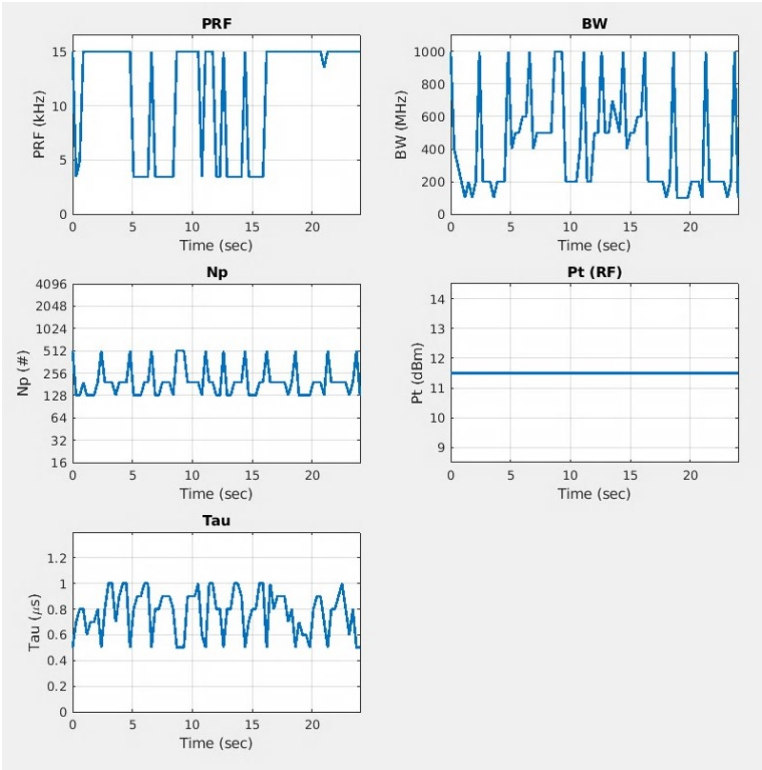 PRF
PRF (kHz)
15
10
5
0
0 5 10 15 20
Time (sec)
BW
BW (MHz)
1000
800
600
400
200
0
0 5 10 15 20
Time (sec)
Np
Np (#)
4096
2048
1024
512
256
128
64
32
16
0 5 10 15 20
Time (sec)
Pt (RF)
Pt (dBm)
14
13
12
11
10
9
0 5 10 15 20
Time (sec)
Tau
Tau (μs)
1.2
1
0.8
0.6
0.4
0.2
0
0 5 10 15 20
Time (sec)